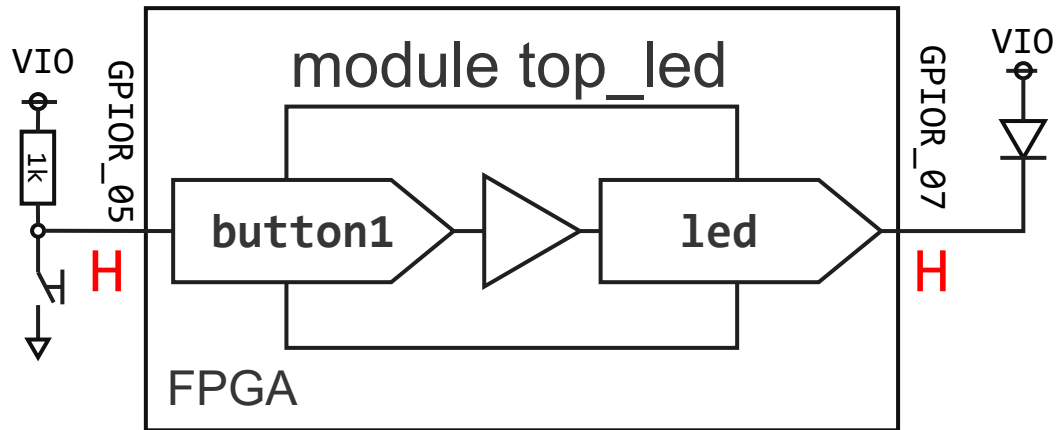 VIO
1k
GPIOR_05
H
module top_led
button1
led
FPGA
GPIOR_07
H
VIO